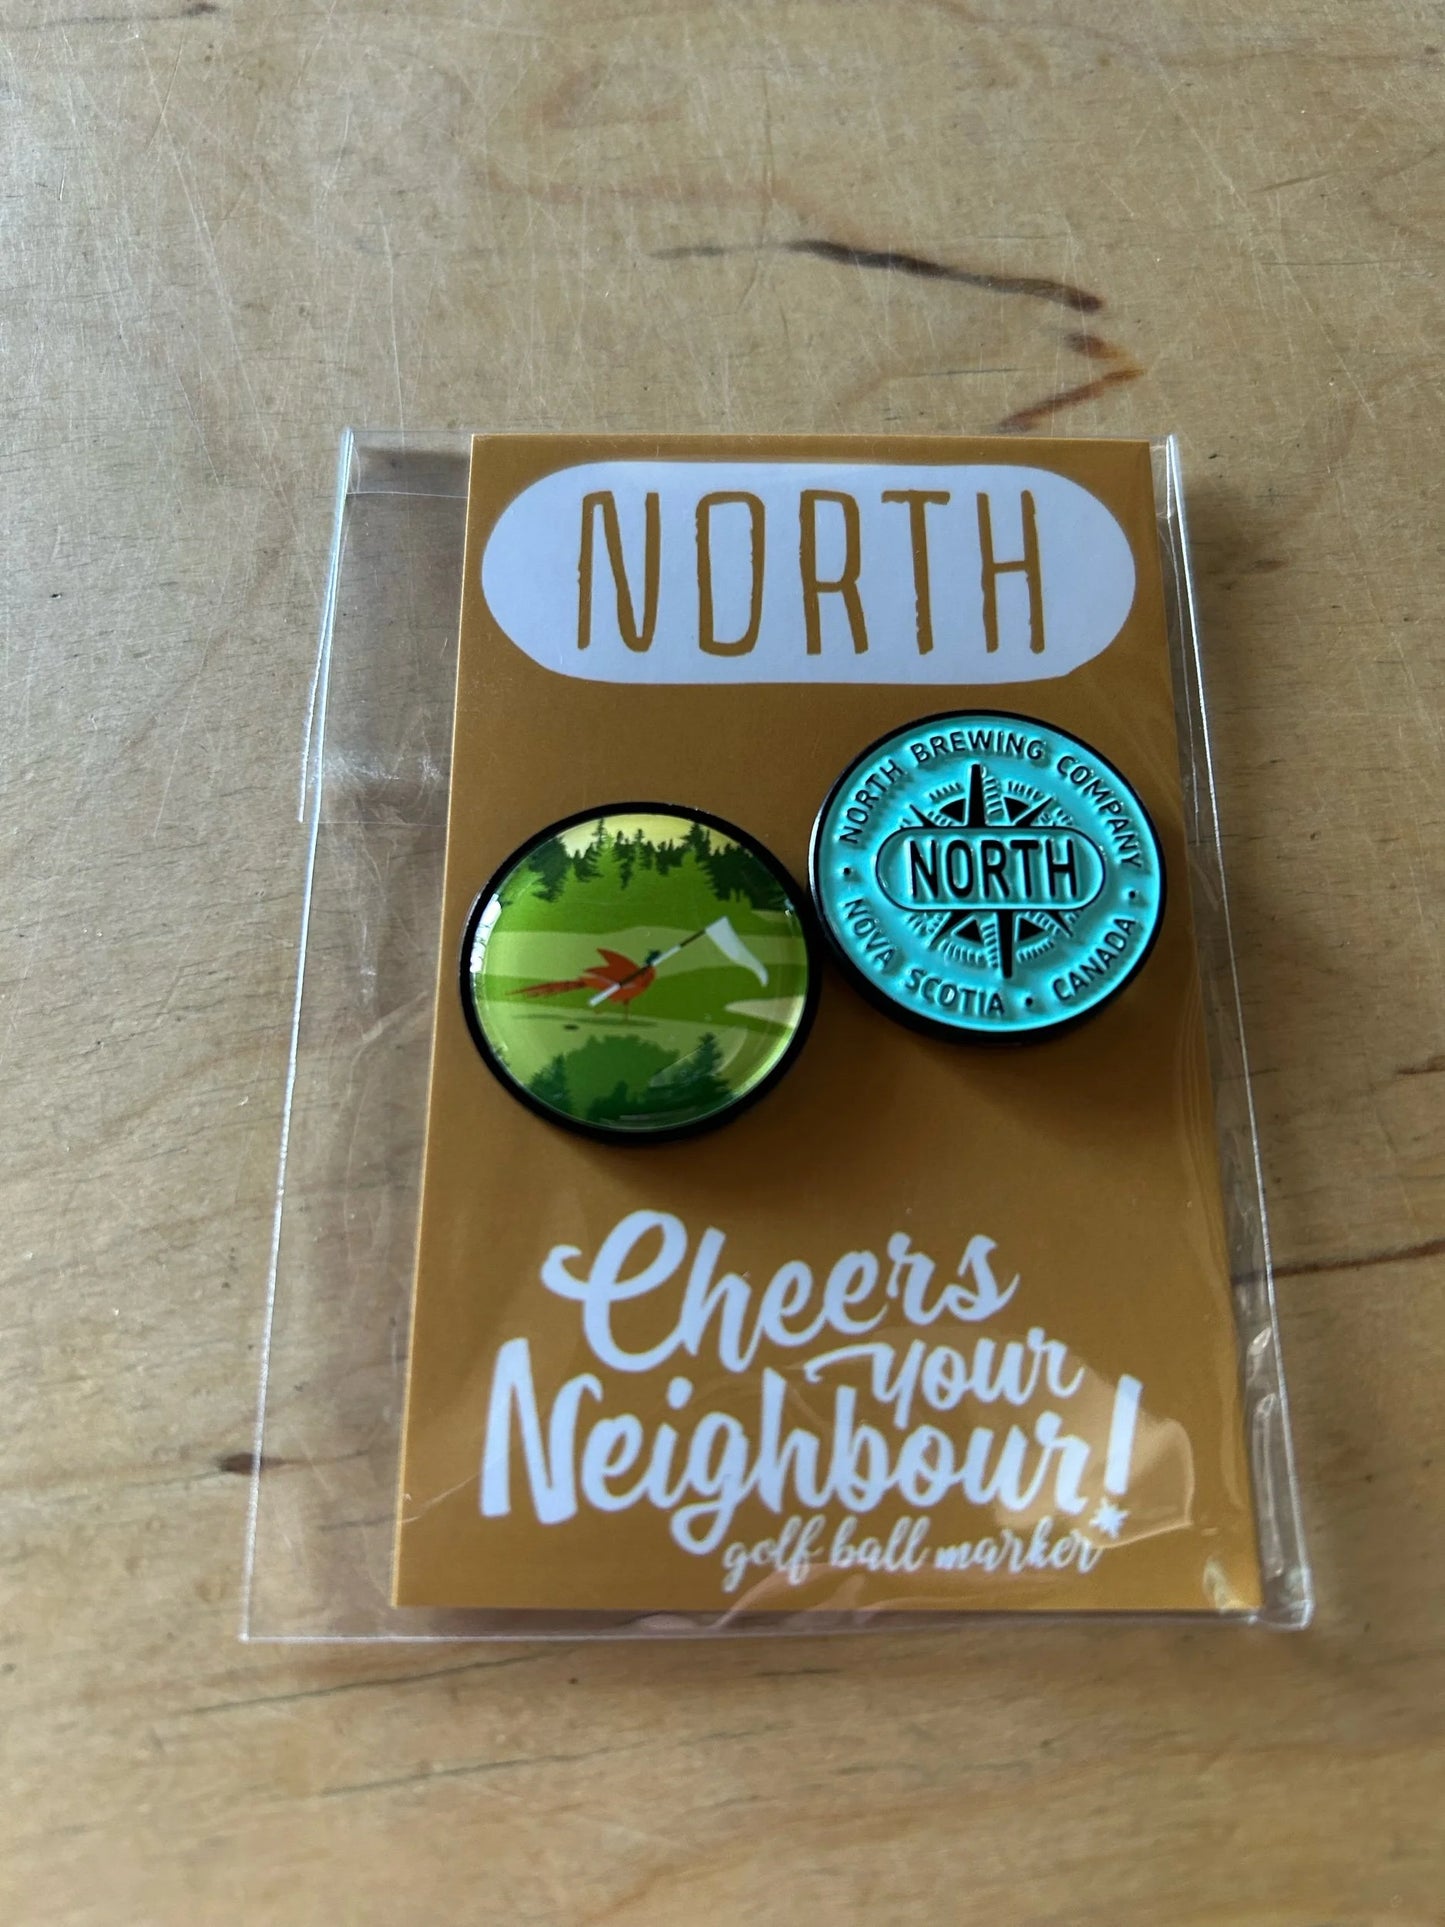 NORTH
NORTH BREWING COMPANY
NORTH
• NOVA SCOTIA • CANADA •
Cheers
your
Neighbour!
golf ball marker